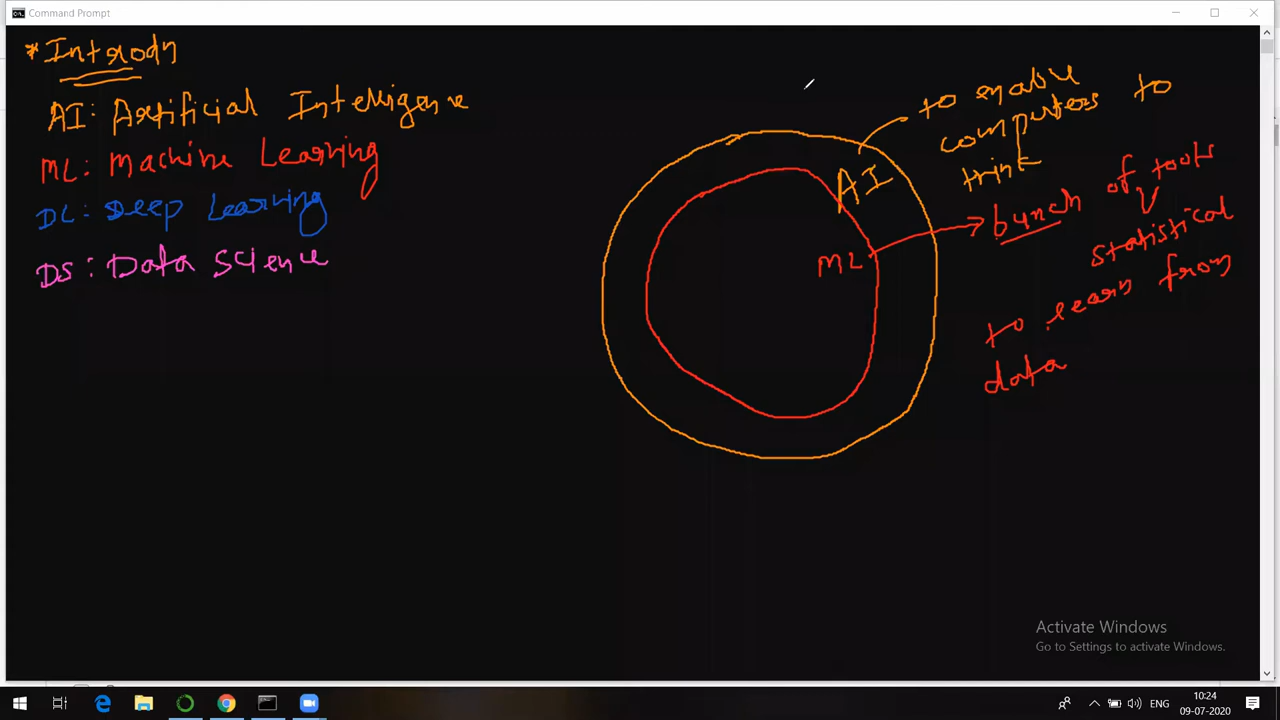 Command Prompt
*Introdn
AI: Artificial Intelligence
ML: Machine Learning
DL: Deep Learning
DS: Data Science
AI
to enable
computers to
think
ML
bunch of tools
statistical
to learn from
data
Activate Windows
Go to Settings to activate Windows.
ENG
10:24
09-07-2020